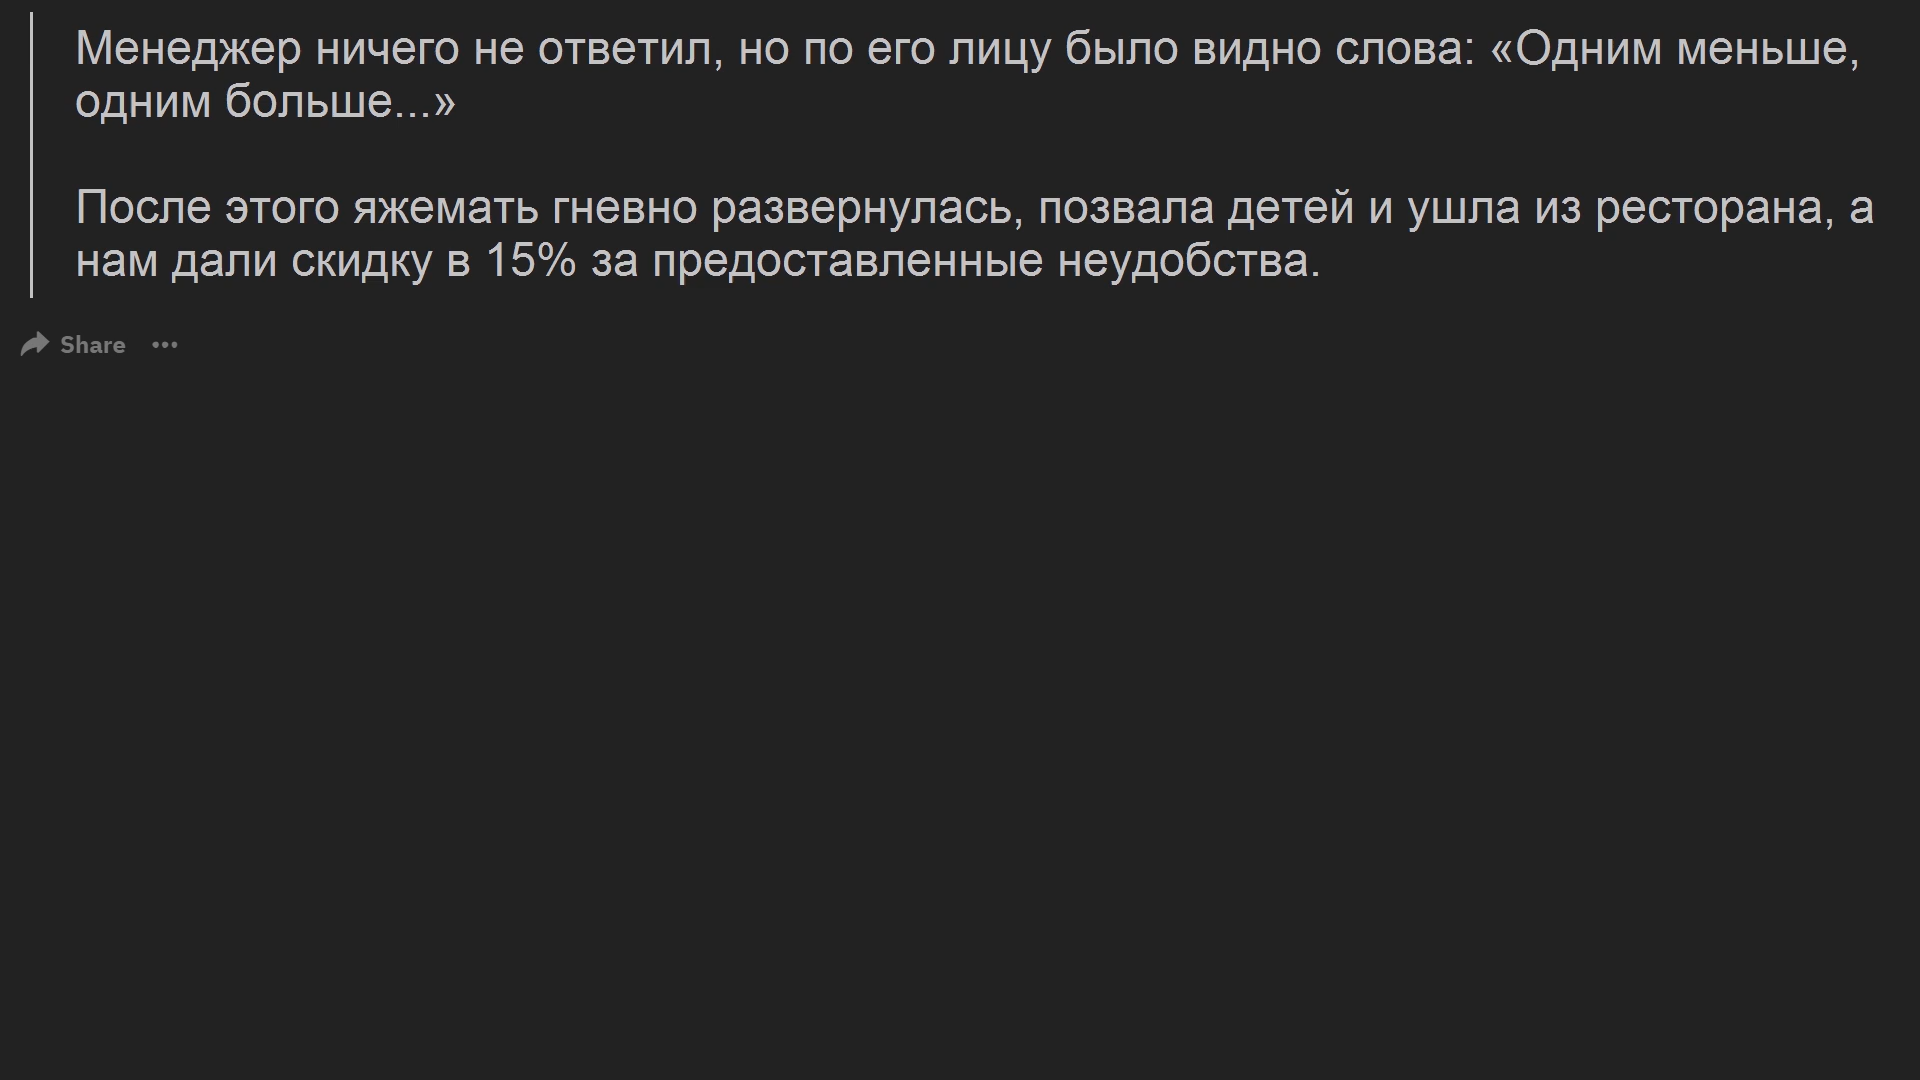 Менеджер ничего не ответил, но по его лицу было видно слова: «Одним меньше,
одним больше...»
После этого яжемать гневно развернулась, позвала детей и ушла из ресторана, а
нам дали скидку в 15% за предоставленные неудобства.
Share